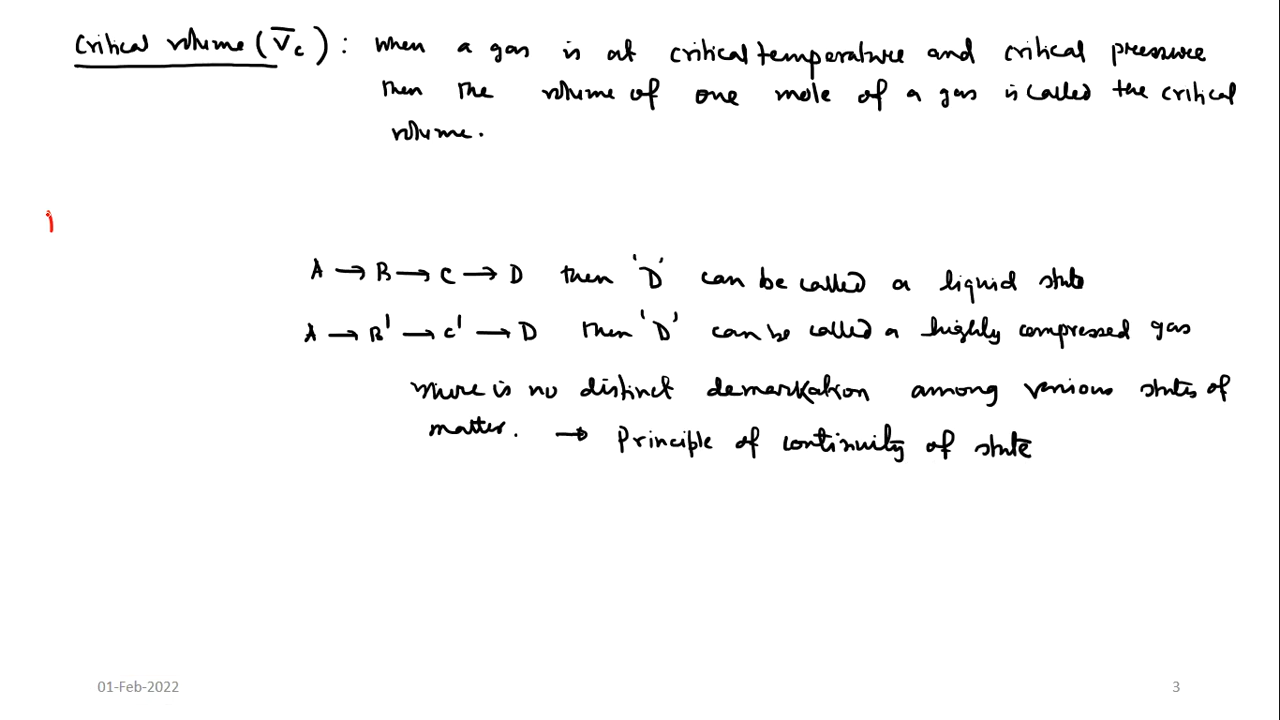 Critical volume (V̅c) : When a gas is at critical temperature and critical pressure
then the volume of one mole of a gas is called the critical
volume.
A → B → C → D then 'D' can be called a liquid state
A → B' → C' → D then 'D' can be called a highly compressed gas
There is no distinct demarkation among various states of
matter. → Principle of continuity of state
01-Feb-2022
3